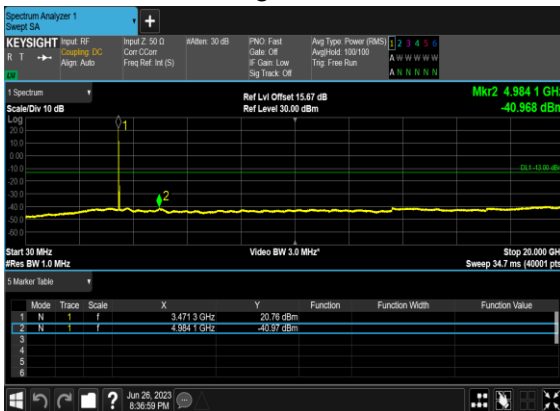 Spectrum Analyzer 1
Swept SA
KEYSIGHT Input: RF Input Z: 50 Ω #Atten: 30 dB PNO: Fast Avg Type: Power (RMS) 1 2 3 4 5 6
R T Coupling: DC Corr CCorr Gate: Off Avg|Hold: 100/100 A W W W W W
Align: Auto Freq Ref: Int (S) IF Gain: Low Trig: Free Run
LV Sig Track: Off A N N N N N
1 Spectrum Ref Lvl Offset 15.67 dB Mkr2 4.984 1 GHz
Scale/Div 10 dB Ref Level 30.00 dBm -40.968 dBm
Log
20.0
10.0
0.00
-10.0
-20.0
-30.0
-40.0
-50.0
-60.0
1
2
DL1 -13.00 dBm
Start 30 MHz Video BW 3.0 MHz* Stop 20.000 GHz
#Res BW 1.0 MHz Sweep 34.7 ms (40001 pts)
5 Marker Table
Mode Trace Scale X Y Function Function Width Function Value
1 N 1 f 3.471 3 GHz 20.76 dBm
2 N 1 f 4.984 1 GHz -40.97 dBm
3
4
5
6
? Jun 26, 2023
8:36:59 PM